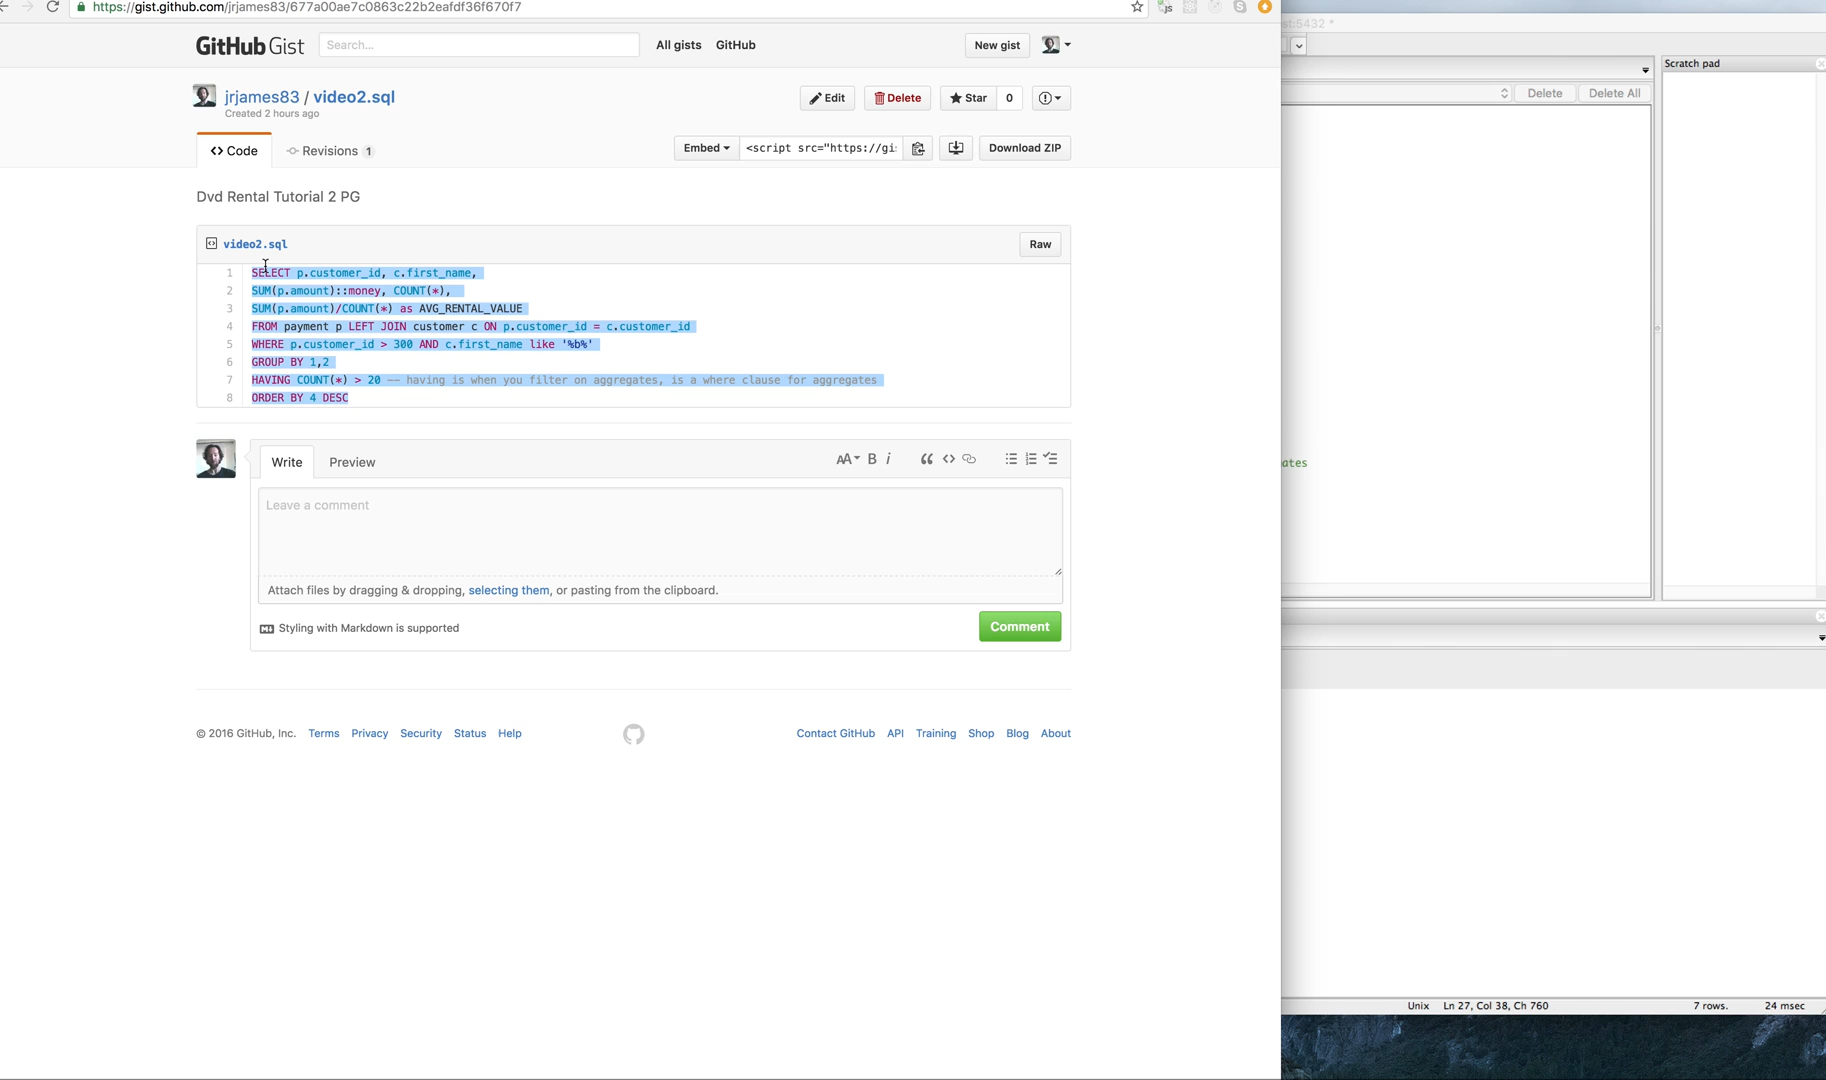 https://gist.github.com/jrjames83/677a00ae7c0863c22b2eafdf36f670f7
GitHub Gist
Search...
All gists
GitHub
New gist
jrjames83 / video2.sql
Created 2 hours ago
Edit
Delete
Star
0
Code
Revisions 1
Embed
<script src="https://gi
Download ZIP
Dvd Rental Tutorial 2 PG
video2.sql
Raw
1 SELECT p.customer_id, c.first_name,
2 SUM(p.amount)::money, COUNT(*),
3 SUM(p.amount)/COUNT(*) as AVG_RENTAL_VALUE
4 FROM payment p LEFT JOIN customer c ON p.customer_id = c.customer_id
5 WHERE p.customer_id > 300 AND c.first_name like '%b%'
6 GROUP BY 1,2
7 HAVING COUNT(*) > 20 -- having is when you filter on aggregates, is a where clause for aggregates
8 ORDER BY 4 DESC
Write
Preview
AA B i
Leave a comment
Attach files by dragging & dropping, selecting them, or pasting from the clipboard.
Styling with Markdown is supported
Comment
© 2016 GitHub, Inc. Terms Privacy Security Status Help
Contact GitHub API Training Shop Blog About
st:5432 *
Scratch pad
Delete
Delete All
ates
Unix Ln 27, Col 38, Ch 760 7 rows. 24 msec